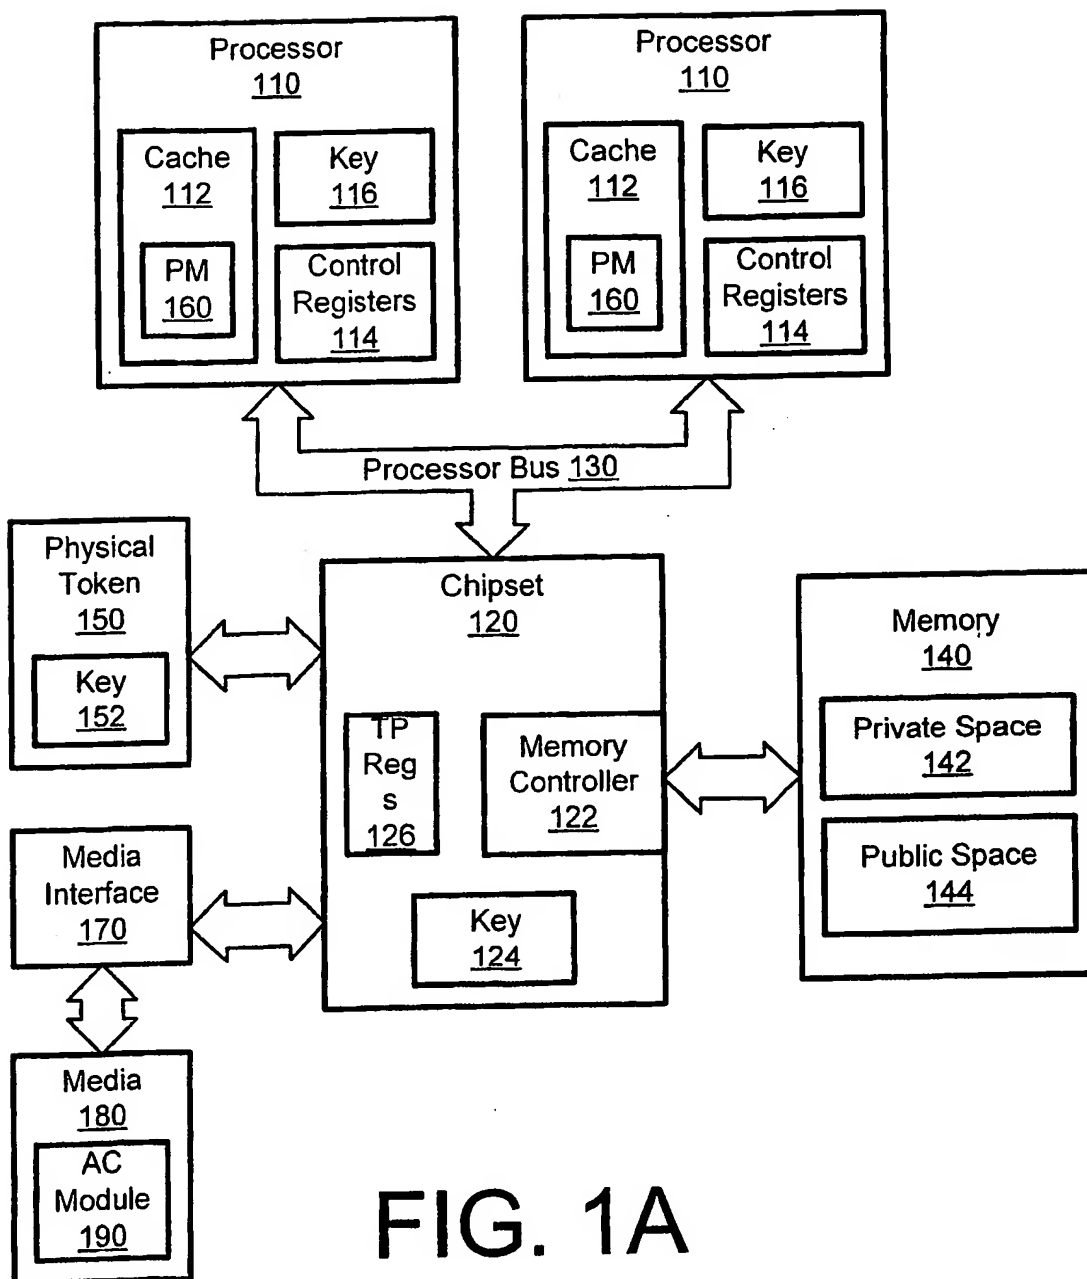 Processor
110
Cache
112
PM
160
Key
116
Control
Registers
114
Processor
110
Cache
112
PM
160
Key
116
Control
Registers
114
Processor Bus 130
Physical
Token
150
Key
152
Chipset
120
TP
Reg
s
126
Memory
Controller
122
Key
124
Memory
140
Private Space
142
Public Space
144
Media
Interface
170
Media
180
AC
Module
190
FIG. 1A